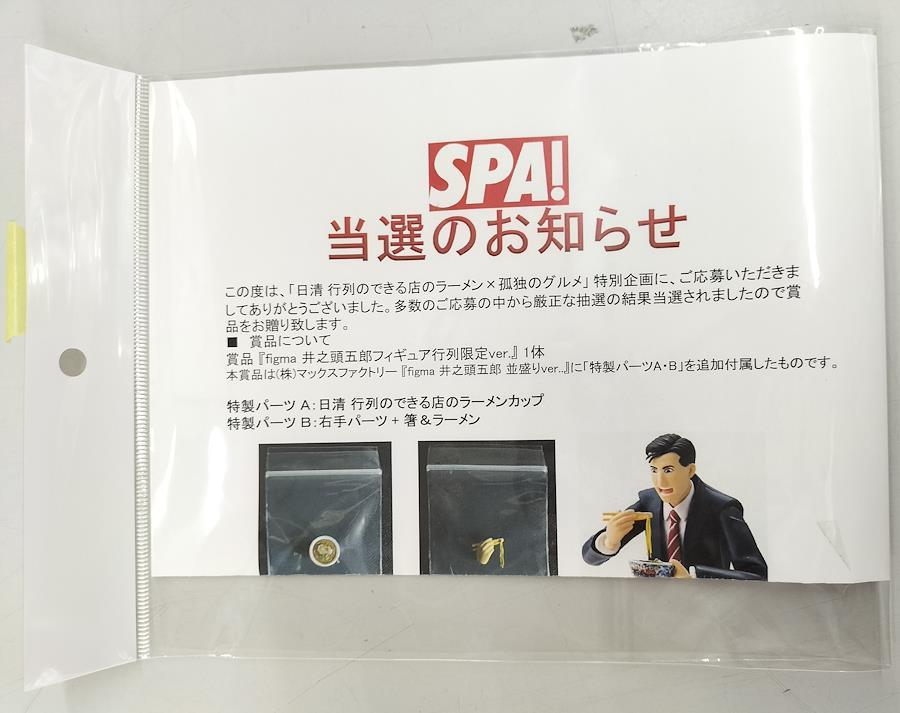 SPA!
当選のお知らせ
この度は、「日清 行列のできる店のラーメン×孤独のグルメ」特別企画に、ご応募いただきま
してありがとうございました。多数のご応募の中から厳正な抽選の結果当選されましたので賞
品をお贈り致します。
■ 賞品について
賞品『figma 井之頭五郎フィギュア行列限定ver.』1体
本賞品は(株)マックスファクトリー『figma 井之頭五郎 並盛りver..』に「特製パーツA・B」を追加付属したものです。
特製パーツ A:日清 行列のできる店のラーメンカップ
特製パーツ B:右手パーツ + 箸＆ラーメン